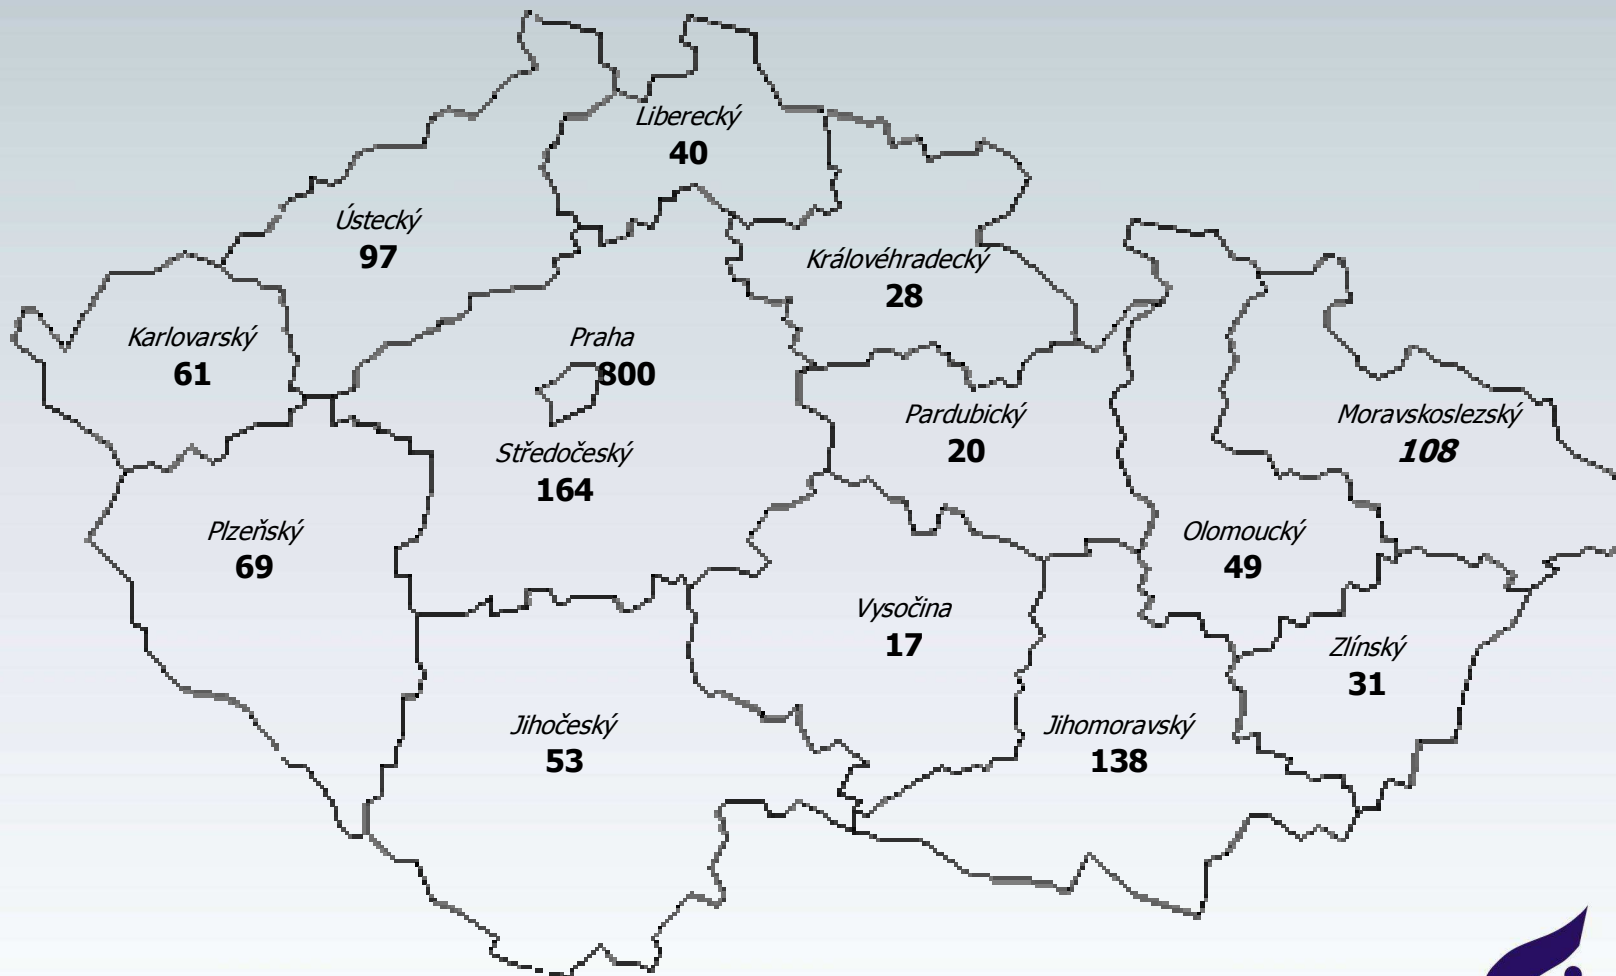 Liberecký
40
Ústecký
97
Královéhradecký
28
Karlovarský
61
Praha
800
Pardubický
20
Moravskoslezský
108
Středočeský
164
Plzeňský
69
Olomoucký
49
Vysočina
17
Zlínský
31
Jihočeský
53
Jihomoravský
138